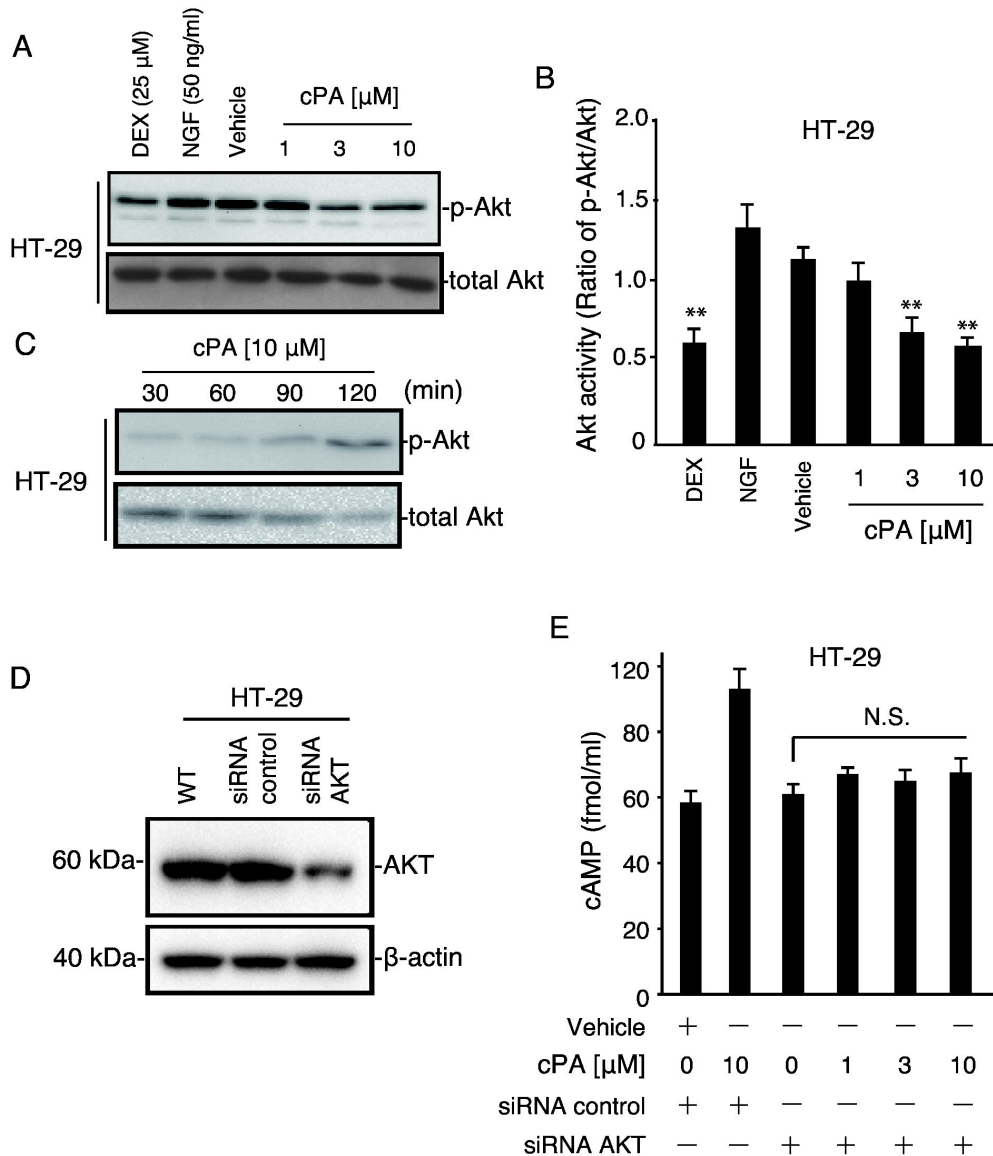 A
DEX (25 µM)
NGF (50 ng/ml)
Vehicle
cPA [µM]
1 3 10
HT-29
-p-Akt
-total Akt
B
HT-29
Akt activity (Ratio of p-Akt/Akt)
2.0
1.5
1.0
0.5
0
**
**
**
DEX
NGF
Vehicle
1 3 10
cPA [µM]
C
cPA [10 µM]
30 60 90 120 (min)
HT-29
-p-Akt
-total Akt
D
HT-29
WT
siRNA control
siRNA AKT
60 kDa-
-AKT
40 kDa-
-β-actin
E
HT-29
cAMP (fmol/ml)
120
80
60
40
20
0
N.S.
Vehicle + − − − − −
cPA [µM] 0 10 0 1 3 10
siRNA control + + − − − −
siRNA AKT − − + + + +